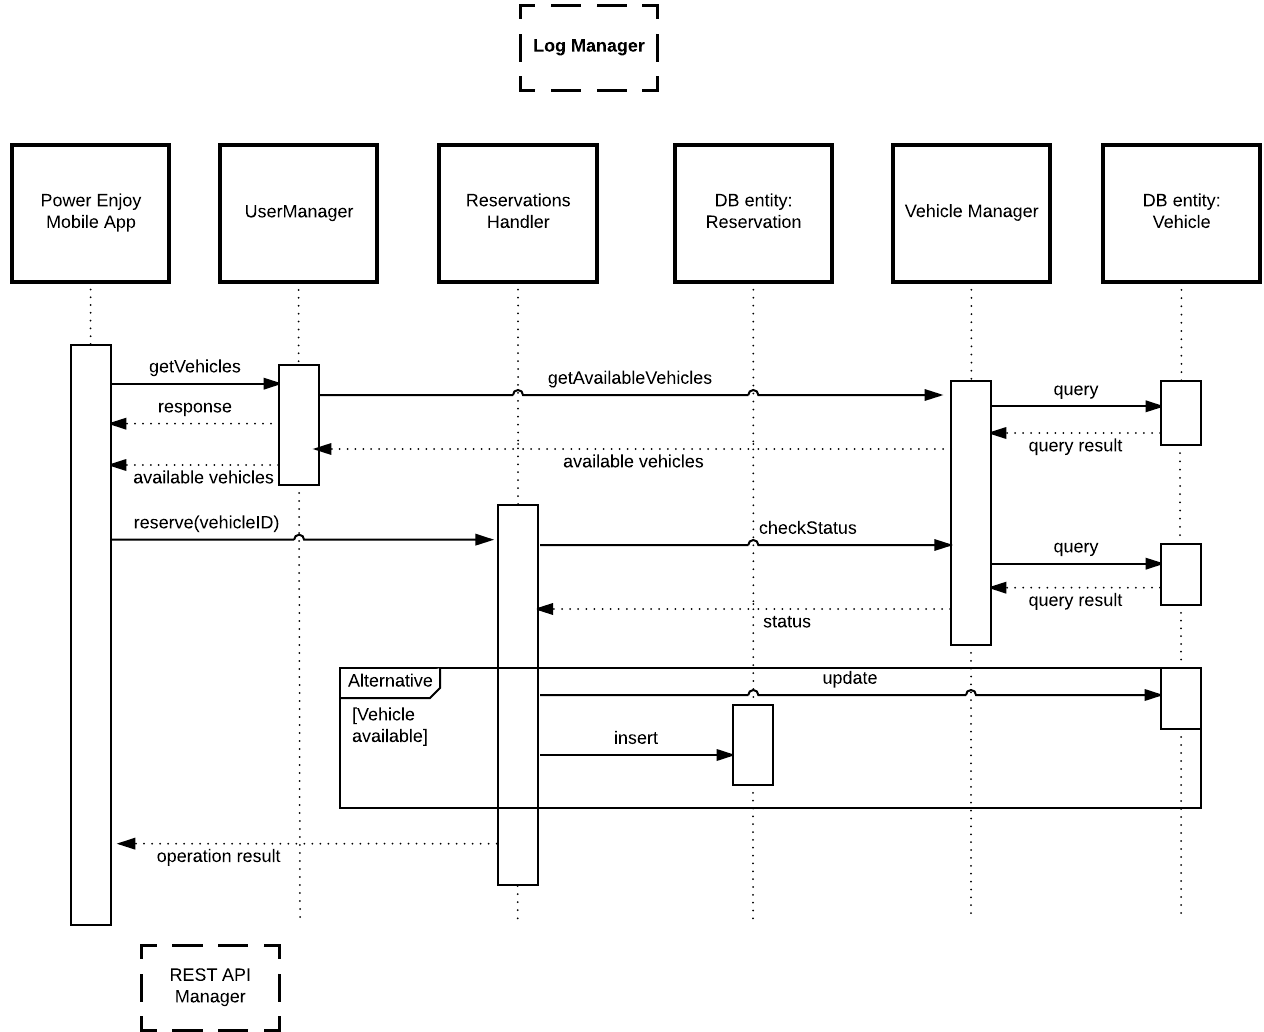 Log Manager
Power Enjoy
Mobile App
UserManager
Reservations
Handler
DB entity:
Reservation
Vehicle Manager
DB entity:
Vehicle
getVehicles
getAvailableVehicles
query
response
query result
available vehicles
available vehicles
reserve(vehicleID)
checkStatus
query
query result
status
Alternative
update
[Vehicle
available]
insert
operation result
REST API
Manager